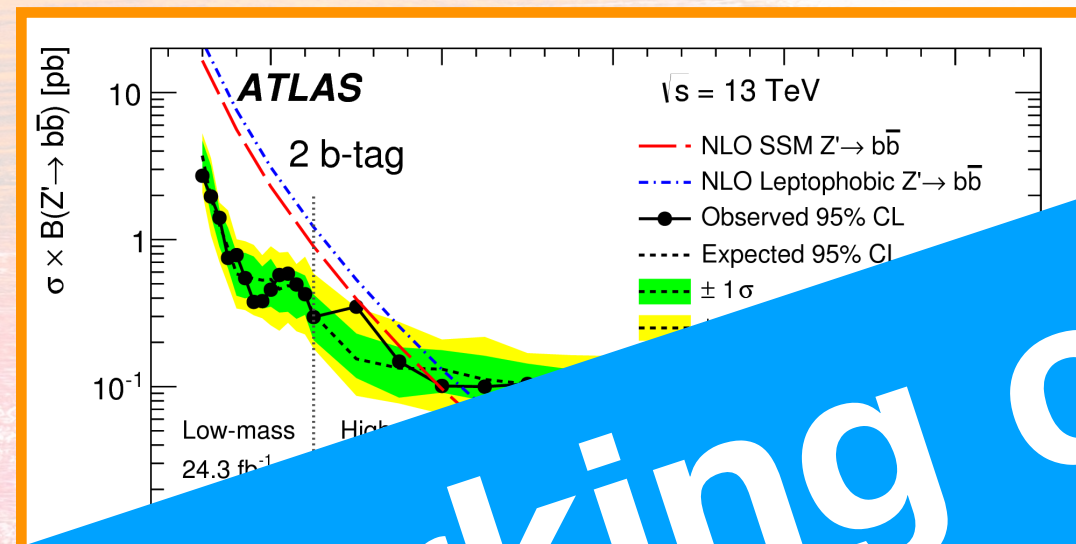 σ × B(Z'→ bb̅) [pb]
10
1
10⁻¹
ATLAS
√s = 13 TeV
2 b-tag
NLO SSM Z'→ bb̅
NLO Leptophobic Z'→ bb̅
Observed 95% CL
Expected 95% CL
± 1σ
Low-mass
24.3 fb⁻¹
king